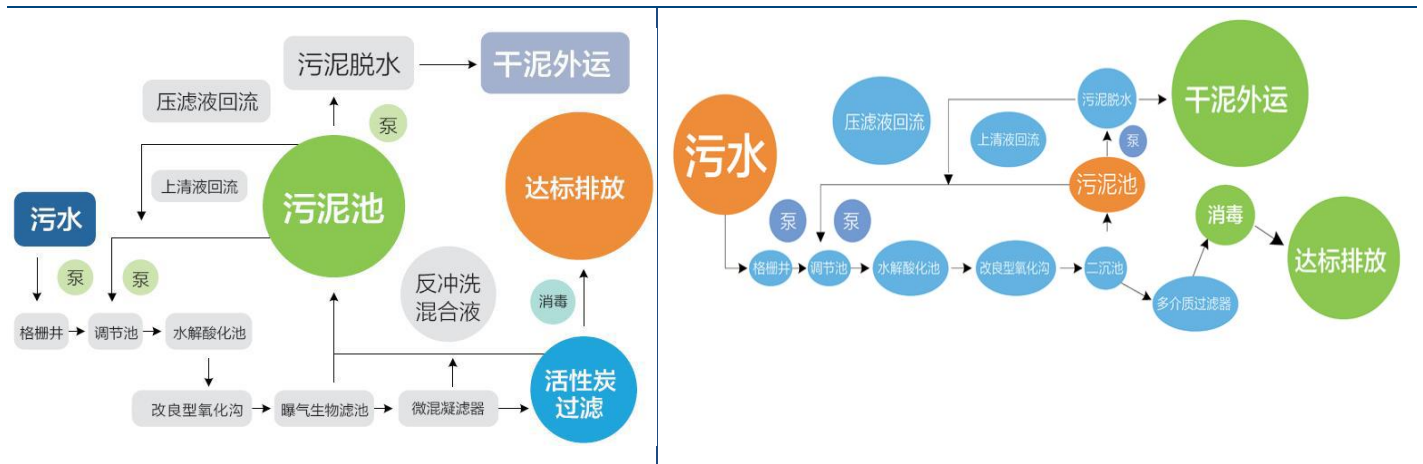 污泥脱水
干泥外运
压滤液回流
泵
上清液回流
污泥池
达标排放
污水
泵
泵
反冲洗
混合液
消毒
格栅井
调节池
水解酸化池
活性炭
过滤
改良型氧化沟
曝气生物滤池
微混凝滤器
污泥脱水
干泥外运
压滤液回流
上清液回流
泵
污水
污泥池
泵
泵
消毒
格栅井
调节池
水解酸化池
改良型氧化沟
二沉池
达标排放
多介质过滤器